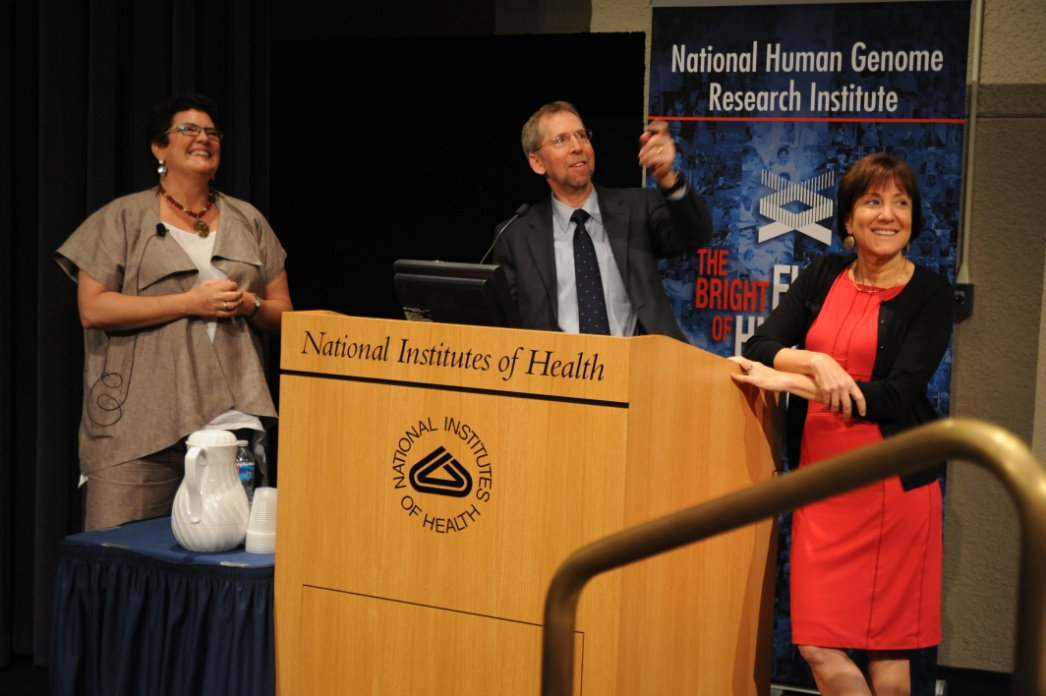 National Human Genome
Research Institute
THE
BRIGHT
OF
National Institutes of Health
NATIONAL INSTITUTES
OF HEALTH